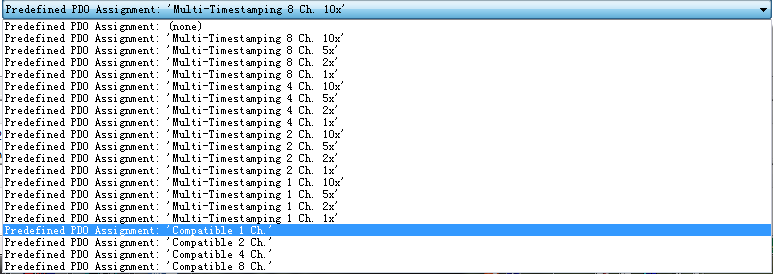 Predefined PDO Assignment: 'Multi-Timestamping 8 Ch. 10x'
Predefined PDO Assignment: (none)
Predefined PDO Assignment: 'Multi-Timestamping 8 Ch. 10x'
Predefined PDO Assignment: 'Multi-Timestamping 8 Ch. 5x'
Predefined PDO Assignment: 'Multi-Timestamping 8 Ch. 2x'
Predefined PDO Assignment: 'Multi-Timestamping 8 Ch. 1x'
Predefined PDO Assignment: 'Multi-Timestamping 4 Ch. 10x'
Predefined PDO Assignment: 'Multi-Timestamping 4 Ch. 5x'
Predefined PDO Assignment: 'Multi-Timestamping 4 Ch. 2x'
Predefined PDO Assignment: 'Multi-Timestamping 4 Ch. 1x'
Predefined PDO Assignment: 'Multi-Timestamping 2 Ch. 10x'
Predefined PDO Assignment: 'Multi-Timestamping 2 Ch. 5x'
Predefined PDO Assignment: 'Multi-Timestamping 2 Ch. 2x'
Predefined PDO Assignment: 'Multi-Timestamping 2 Ch. 1x'
Predefined PDO Assignment: 'Multi-Timestamping 1 Ch. 10x'
Predefined PDO Assignment: 'Multi-Timestamping 1 Ch. 5x'
Predefined PDO Assignment: 'Multi-Timestamping 1 Ch. 2x'
Predefined PDO Assignment: 'Multi-Timestamping 1 Ch. 1x'
Predefined PDO Assignment: 'Compatible 1 Ch.'
Predefined PDO Assignment: 'Compatible 2 Ch.'
Predefined PDO Assignment: 'Compatible 4 Ch.'
Predefined PDO Assignment: 'Compatible 8 Ch.'